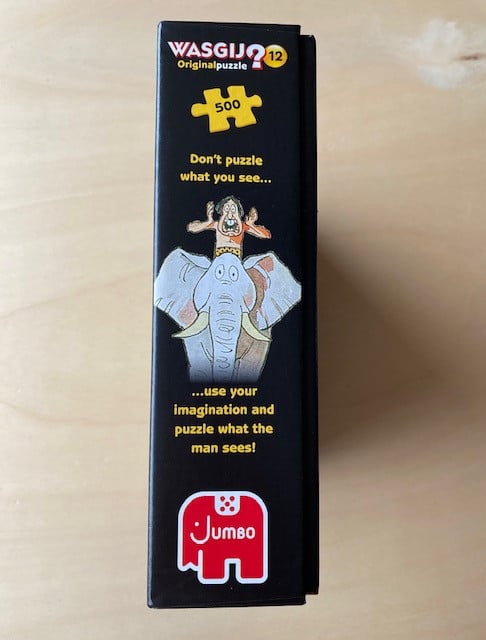 WASGIJ? 12
Originalpuzzle
500
Don't puzzle
what you see...
...use your
imagination and
puzzle what the
man sees!
Jumbo